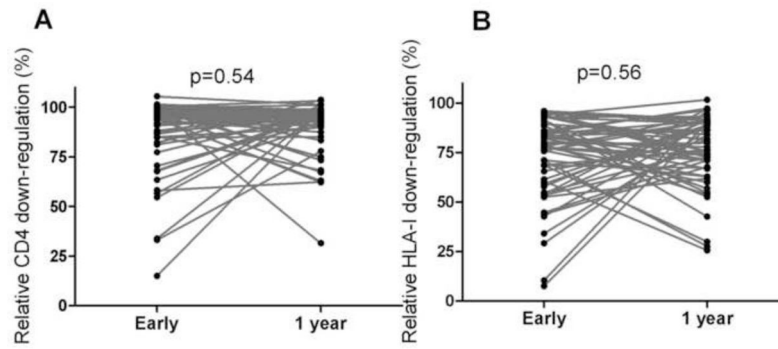 A
p=0.54
Relative CD4 down-regulation (%)
100
75
50
25
0
Early 1 year
B
p=0.56
Relative HLA-I down-regulation (%)
100
75
50
25
0
Early 1 year